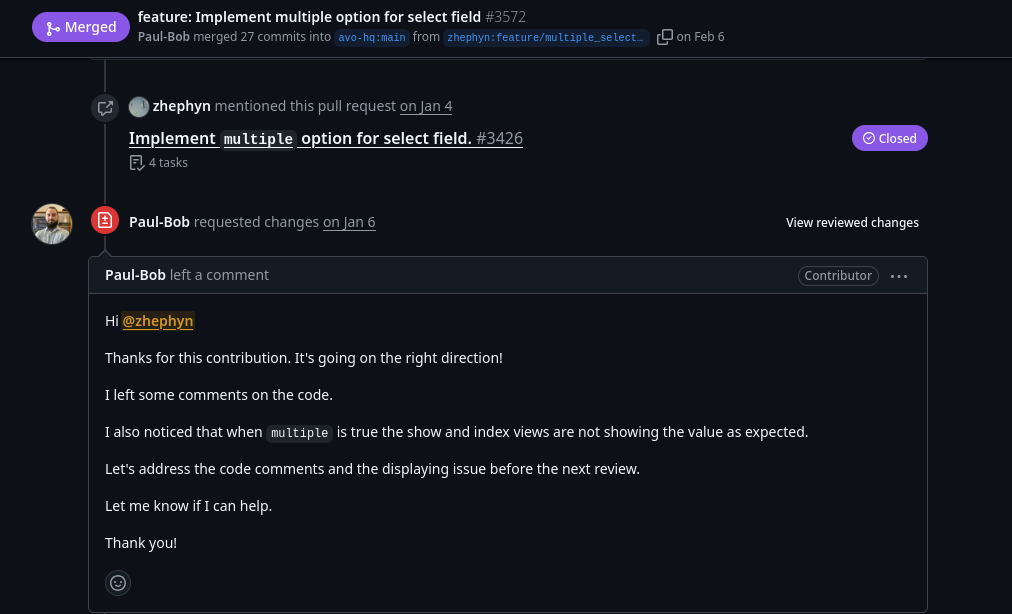 Merged
feature: Implement multiple option for select field #3572
Paul-Bob merged 27 commits into avo-hq:main from zhephyn:feature/multiple_select… on Feb 6
zhephyn mentioned this pull request on Jan 4
Implement multiple option for select field. #3426
Closed
4 tasks
Paul-Bob requested changes on Jan 6
View reviewed changes
Paul-Bob left a comment
Contributor
Hi @zhephyn
Thanks for this contribution. It's going on the right direction!
I left some comments on the code.
I also noticed that when multiple is true the show and index views are not showing the value as expected.
Let's address the code comments and the displaying issue before the next review.
Let me know if I can help.
Thank you!